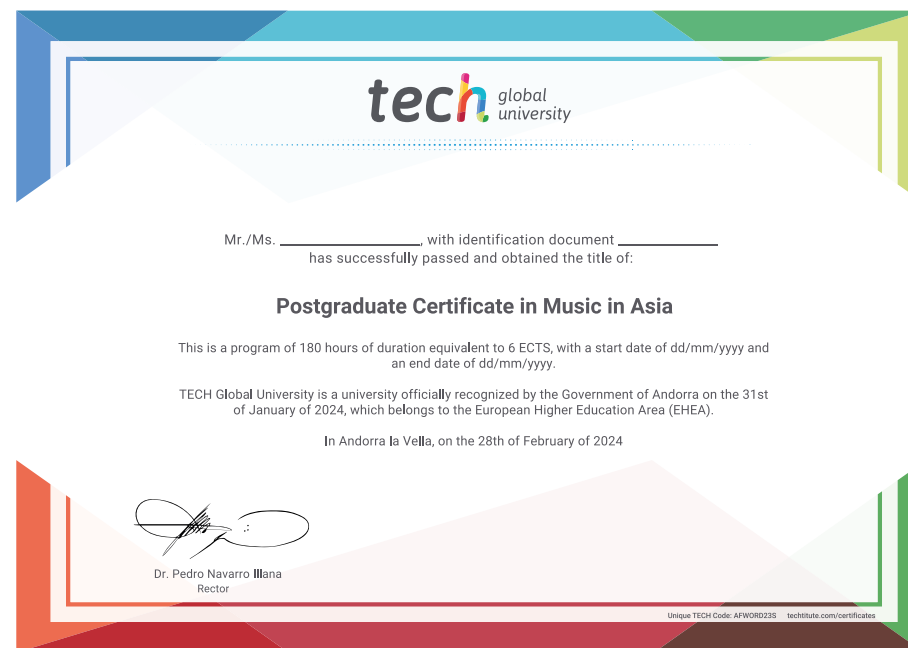 tech global
university
Mr./Ms. ____________, with identification document ____________
has successfully passed and obtained the title of:
Postgraduate Certificate in Music in Asia
This is a program of 180 hours of duration equivalent to 6 ECTS, with a start date of dd/mm/yyyy and
an end date of dd/mm/yyyy.
TECH Global University is a university officially recognized by the Government of Andorra on the 31st
of January of 2024, which belongs to the European Higher Education Area (EHEA).
In Andorra la Vella, on the 28th of February of 2024
Dr. Pedro Navarro Illana
Rector
Unique TECH Code: AFWORD23S techtitute.com/certificates